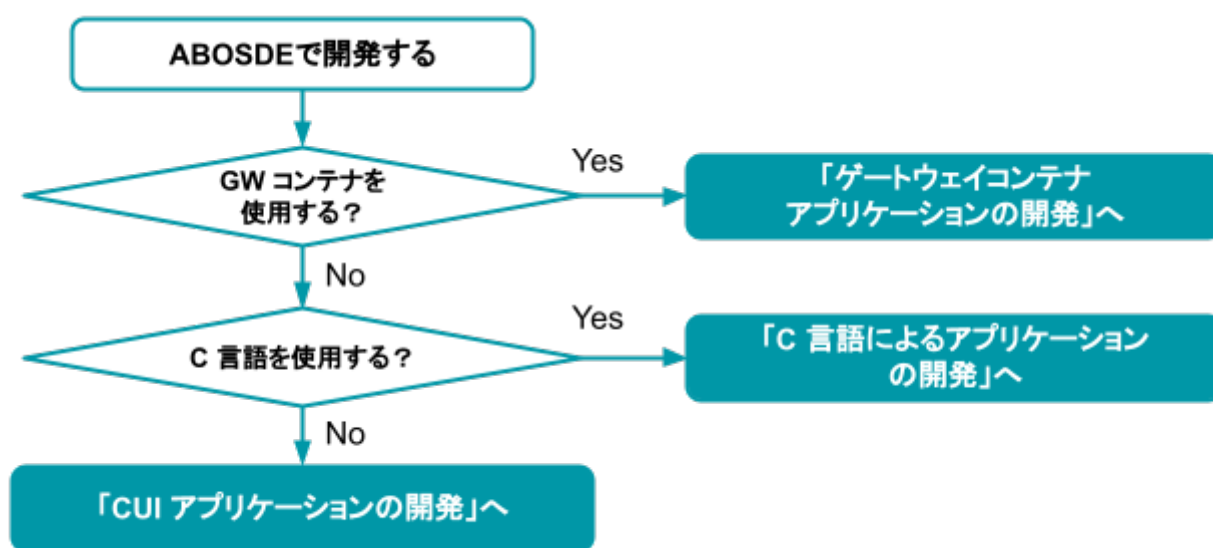 ABOSDEで開発する
GW コンテナを
使用する？
Yes
「ゲートウェイコンテナ
アプリケーションの開発」へ
No
C 言語を使用する？
Yes
「C 言語によるアプリケーション
の開発」へ
No
「CUI アプリケーションの開発」へ